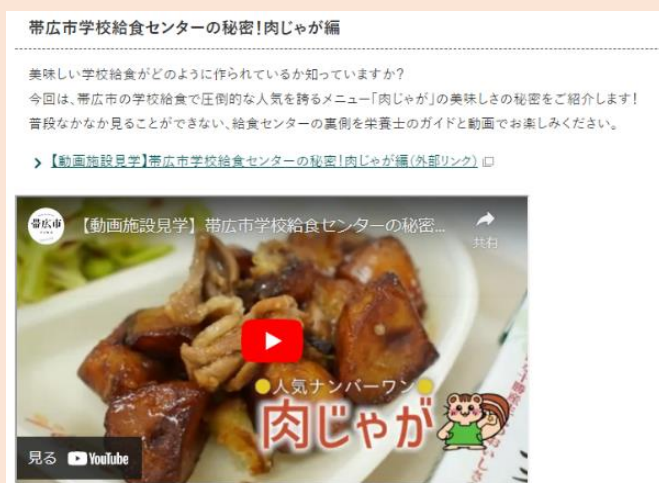 帯広市学校給食センターの秘密!肉じゃが編
美味しい学校給食がどのように作られているか知っていますか?
今回は、帯広市の学校給食で圧倒的な人気を誇るメニュー「肉じゃが」の美味しさの秘密をご紹介します!
普段なかなか見ることができない、給食センターの裏側を栄養士のガイドと動画でお楽しみください。
【動画施設見学】帯広市学校給食センターの秘密!肉じゃが編(外部リンク)
帯広市
【動画施設見学】帯広市学校給食センターの秘密...
共有
人気ナンバーワン
肉じゃが
見る YouTube